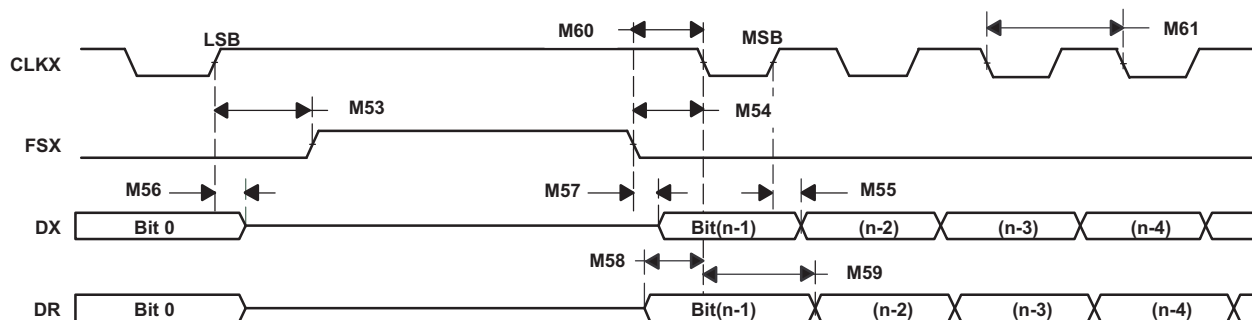 M60
M61
LSB
MSB
CLKX
M53
M54
FSX
M56
M57
M55
DX
Bit 0
Bit(n-1)
(n-2)
(n-3)
(n-4)
M58
M59
DR
Bit 0
Bit(n-1)
(n-2)
(n-3)
(n-4)